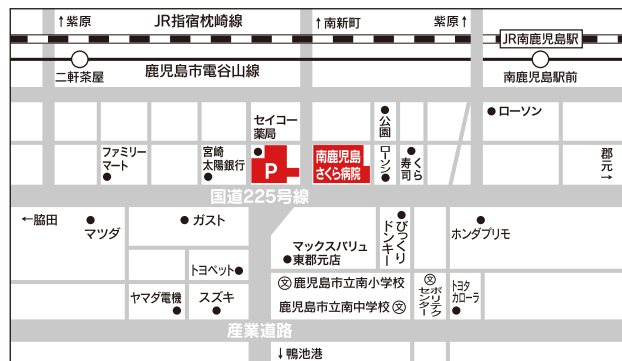 ↑紫原
JR指宿枕崎線
↑南新町
紫原↑
JR南鹿児島駅
二軒茶屋
鹿児島市電谷山線
南鹿児島駅前
セイコー
薬局
公園
ローソン
ファミリー
マート
宮崎
太陽銀行
P
南鹿児島
さくら病院
ローソン
くら
寿司
郡元→
国道225号線
←脇田
マツダ
ガスト
びっくり
ドンキー
ホンダプリモ
マックスバリュ
東郡元店
トヨペット
文 鹿児島市立南小学校
文
ポリテク
センター
トヨタ
カローラ
ヤマダ電機
スズキ
鹿児島市立南中学校 文
産業道路
↓鴨池港